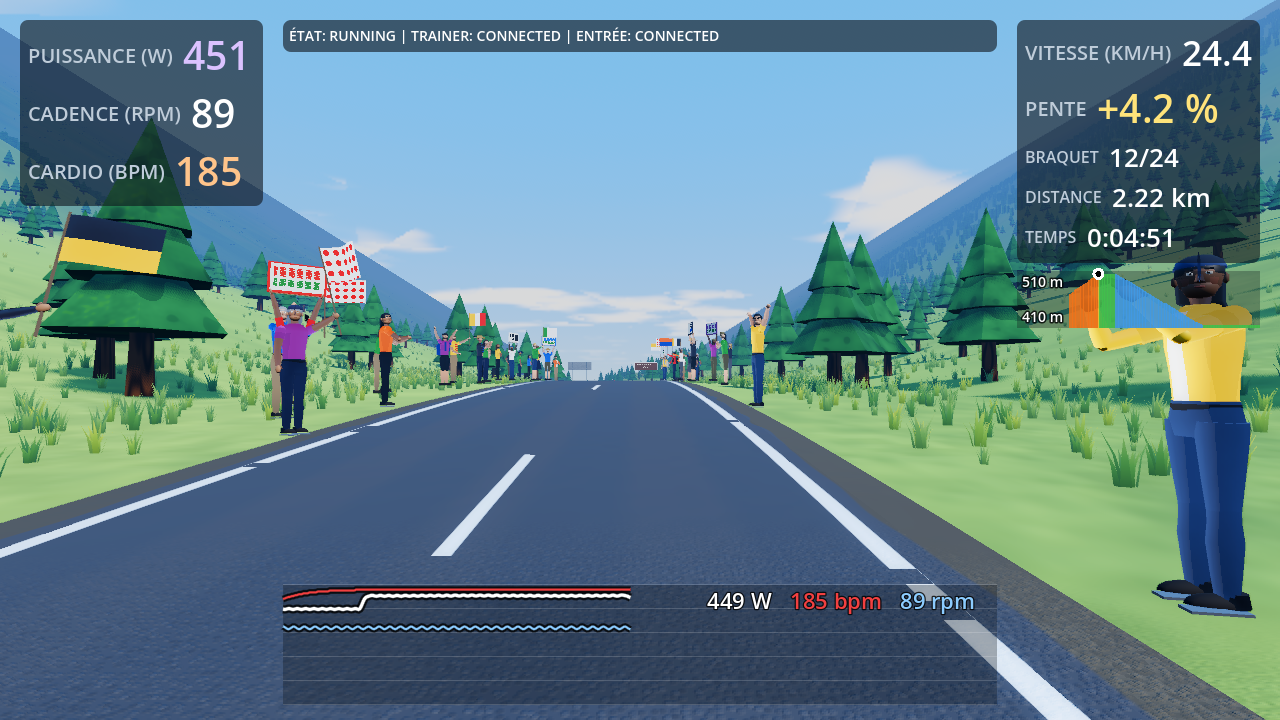 PUISSANCE (W) 451
CADENCE (RPM) 89
CARDIO (BPM) 185
ÉTAT: RUNNING | TRAINER: CONNECTED | ENTRÉE: CONNECTED
VITESSE (KM/H) 24.4
PENTE +4.2 %
BRAQUET 12/24
DISTANCE 2.22 km
TEMPS 0:04:51
510 m
410 m
449 W 185 bpm 89 rpm